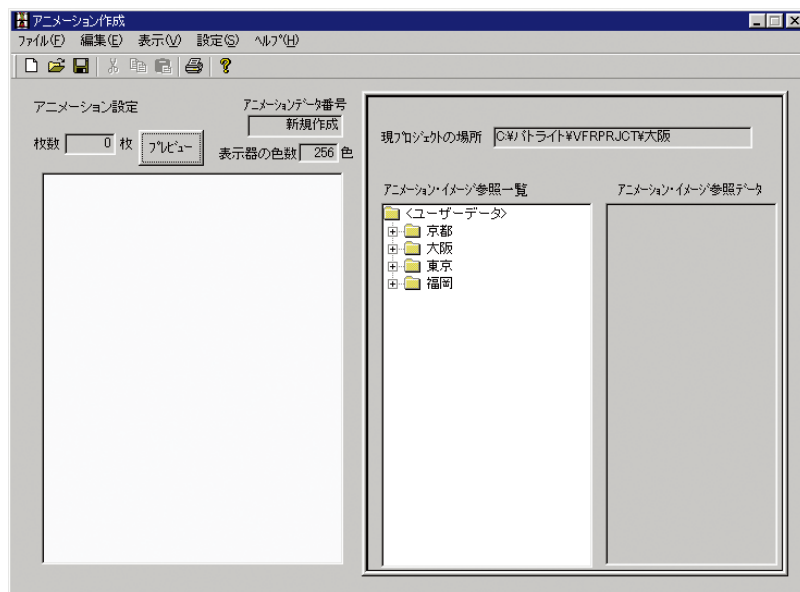 アニメーション作成
ファイル(F) 編集(E) 表示(V) 設定(S) ヘルプ(H)
アニメーション設定
アニメーションデータ番号
新規作成
枚数 0 枚
プレビュー
表示器の色数 256 色
現プロジェクトの場所 C:¥パトライト¥VFRPRJCT¥大阪
アニメーション・イメージ参照一覧
アニメーション・イメージ参照データ
<ユーザーデータ>
京都
大阪
東京
福岡